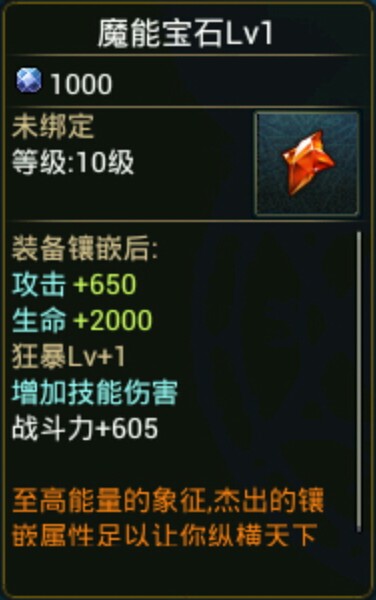 魔能宝石Lv1
1000
未绑定
等级:10级
装备镶嵌后:
攻击 +650
生命 +2000
狂暴Lv+1
增加技能伤害
战斗力+605
至高能量的象征,杰出的镶
嵌属性足以让你纵横天下